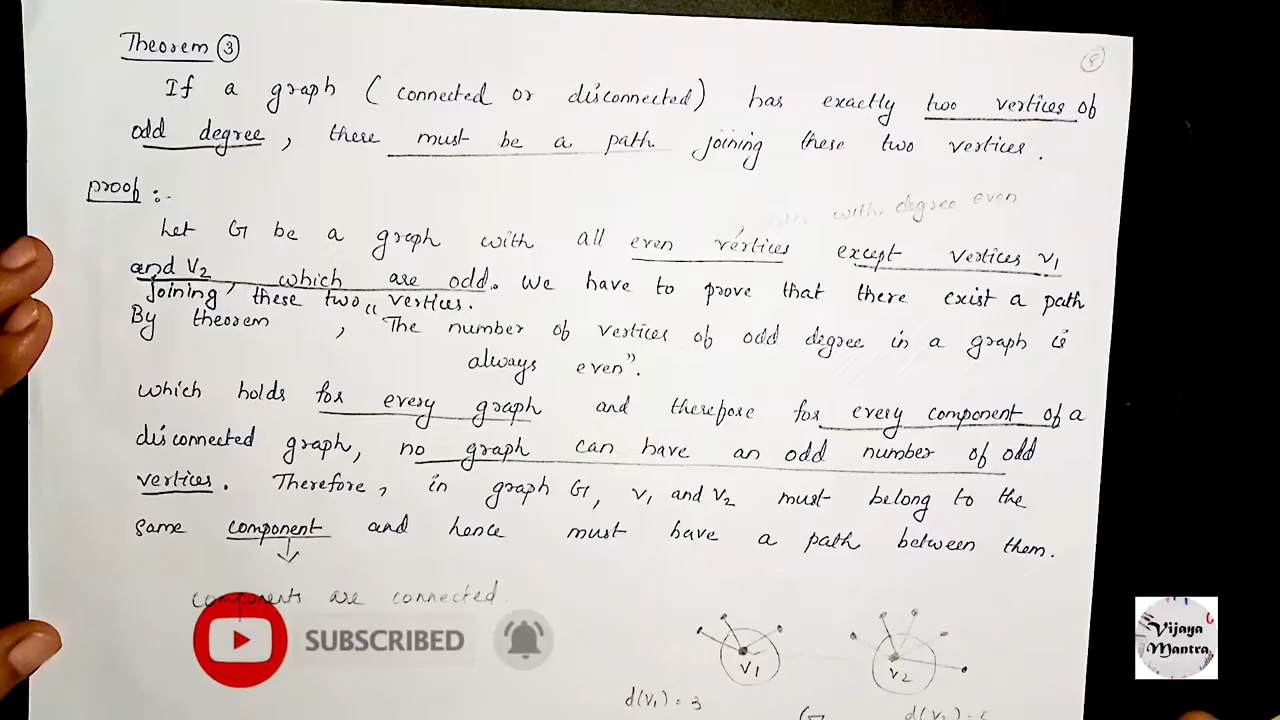 Theorem ③
⑧
If a graph (connected or disconnected) has exactly two vertices of
odd degree, there must be a path joining these two vertices.
proof :-
with degree even
Let G be a graph with all even vertices except vertices v1
and v2, which are odd. We have to prove that there exist a path
joining these two vertices.
By theorem , "The number of vertices of odd degree in a graph is
always even".
which holds for every graph and therefore for every component of a
disconnected graph, no graph can have an odd number of odd
vertices. Therefore, in graph G, v1 and v2 must belong to the
same component and hence must have a path between them.
components are connected.
SUBSCRIBED
V1
V2
d(V1) = 3
G
d(V2) =
Vijaya
Mantra